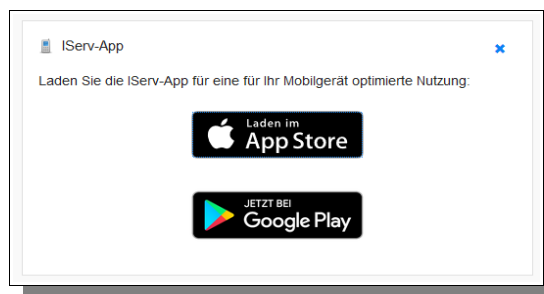 IServ-App
Laden Sie die IServ-App für eine für Ihr Mobilgerät optimierte Nutzung:
Laden im
App Store
JETZT BEI
Google Play